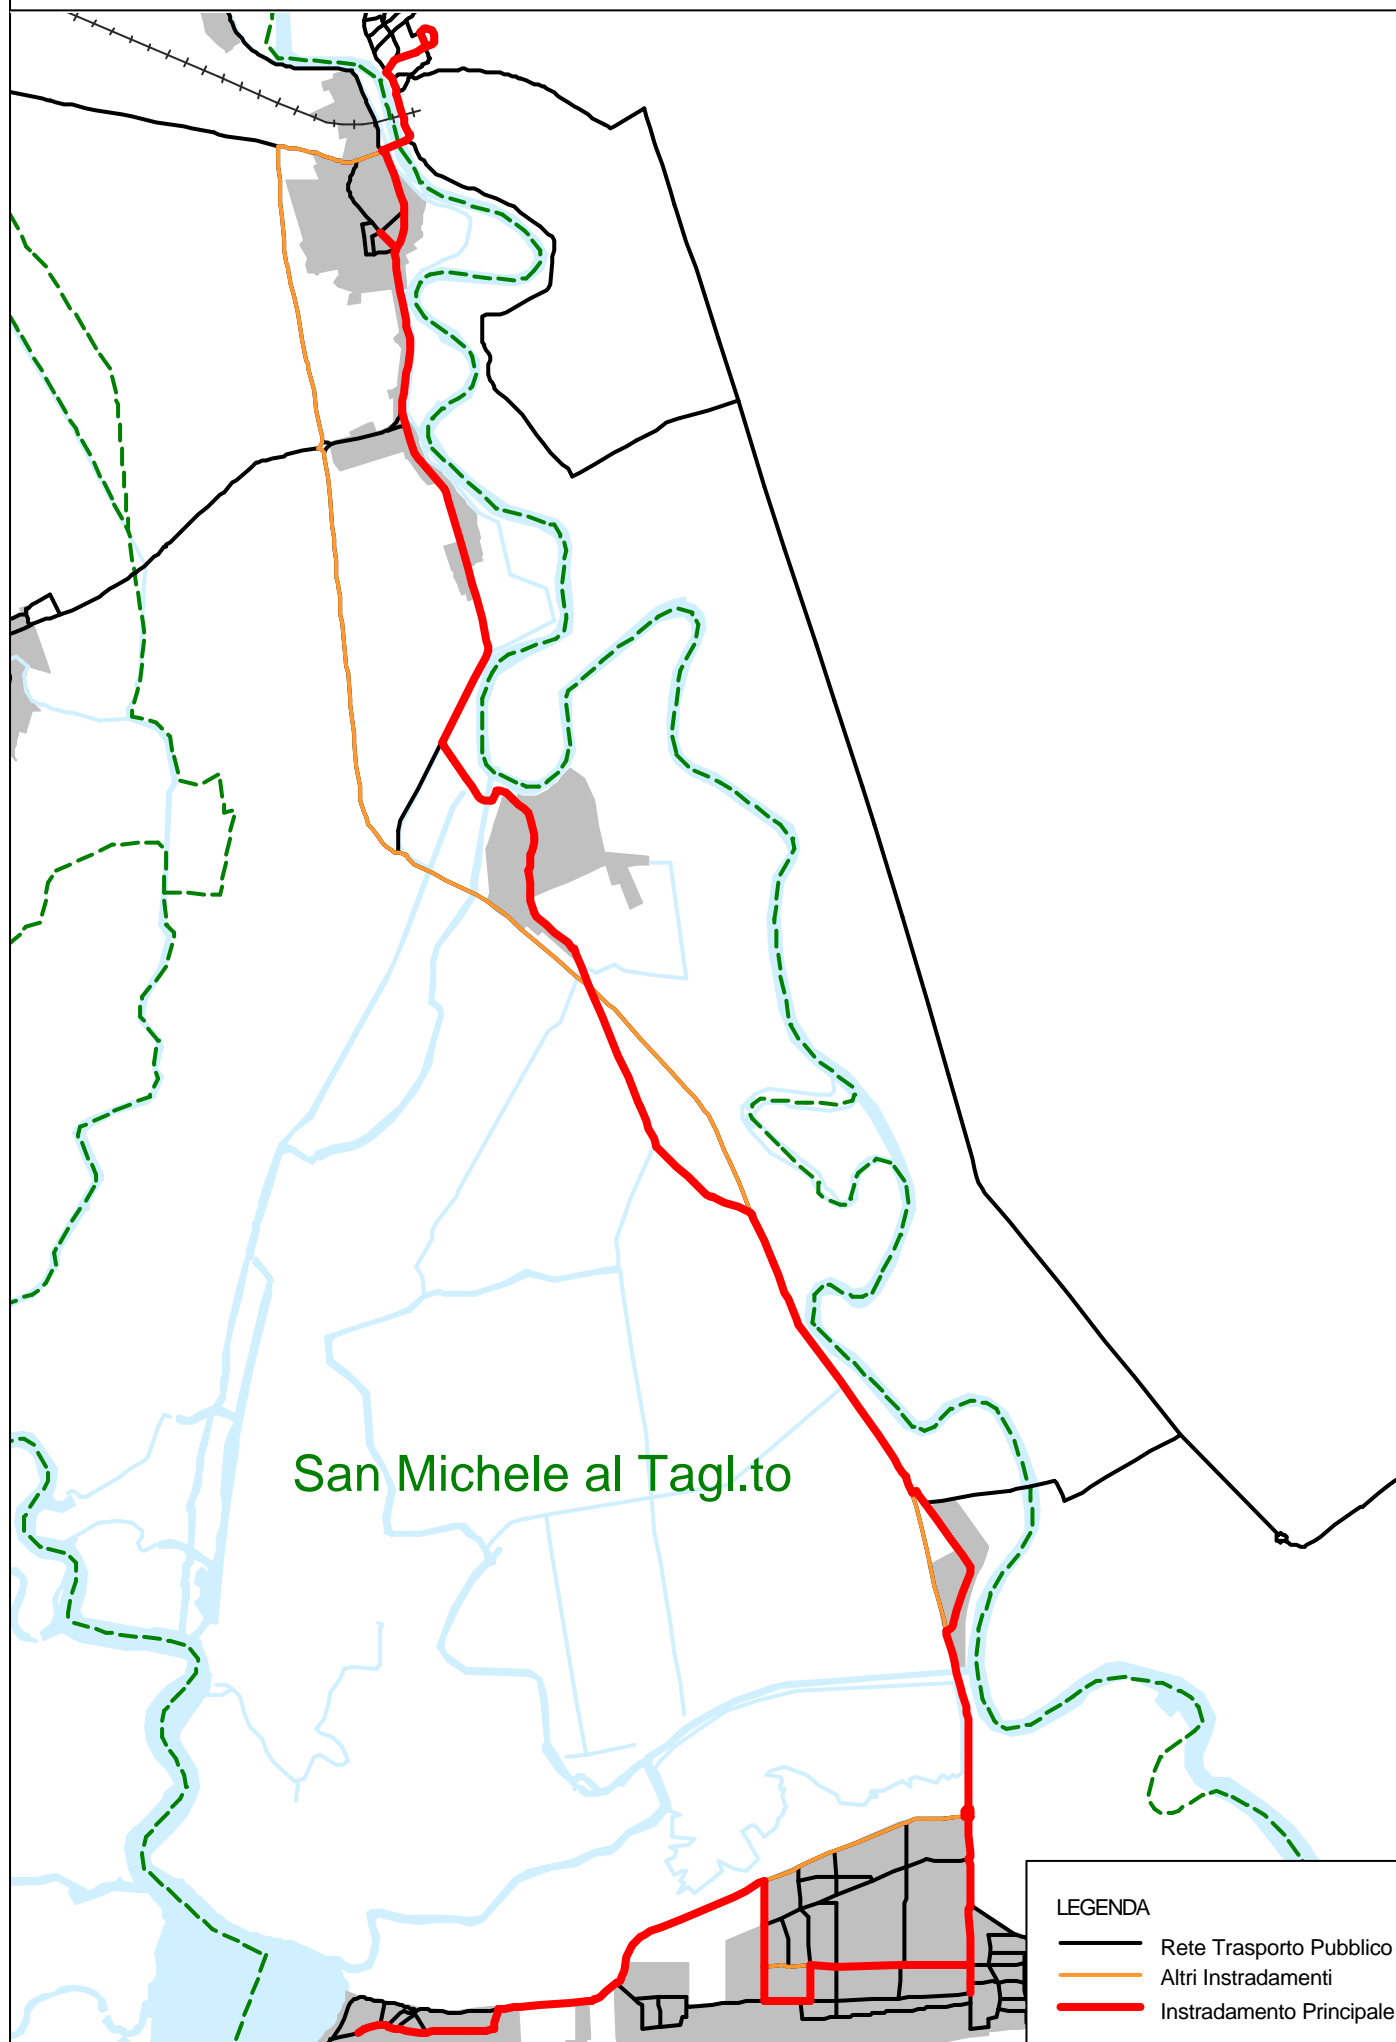 San Michele al Tagl.to
LEGENDA
Rete Trasporto Pubblico
Altri Instradamenti
Instradamento Principale